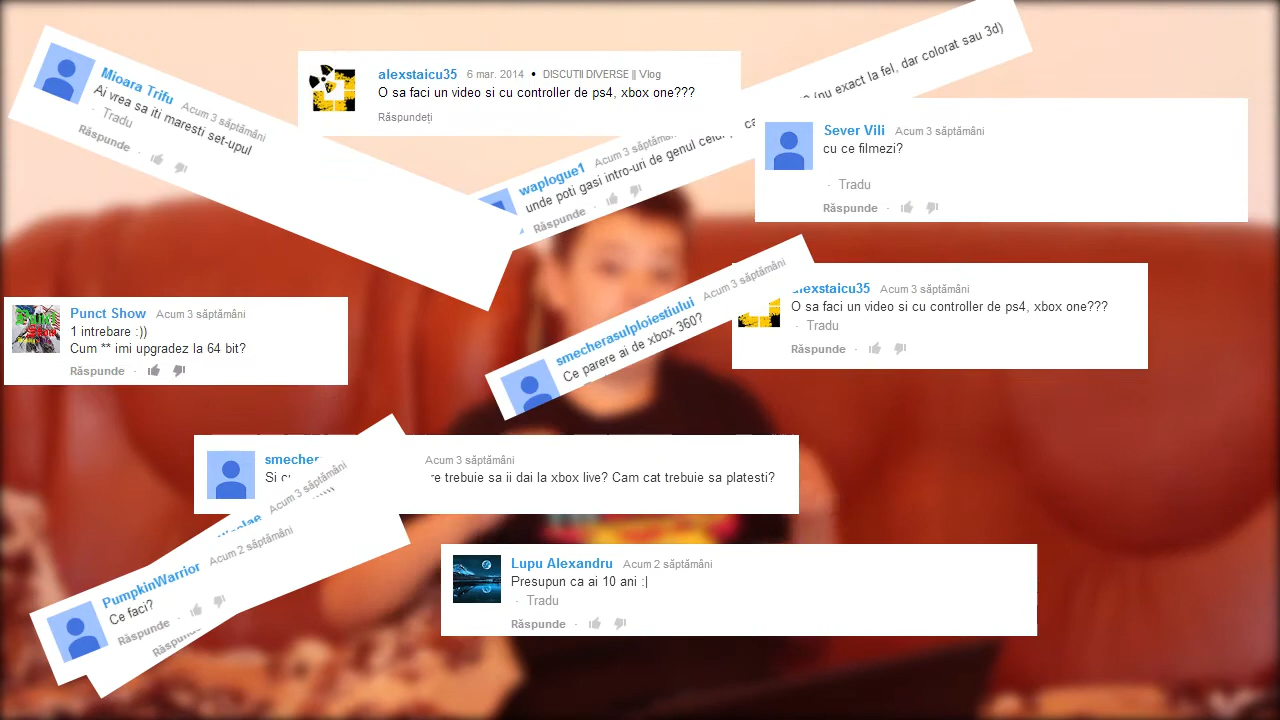 Mioara Trifu Acum 3 săptămâni
Ai vrea sa iti maresti set-upul
· Tradu
Răspunde ·
alexstaicu35 6 mar. 2014 • DISCUTII DIVERSE || Vlog
O sa faci un video si cu controller de ps4, xbox one???
Răspundeți
waplogue1 Acum 3 săptămâni
unde poti gasi intro-uri de genul (nu exact la fel, dar colorat sau 3d)
Răspunde ·
Sever Vili Acum 3 săptămâni
cu ce filmezi?
· Tradu
Răspunde ·
Punct Show Acum 3 săptămâni
1 intrebare :))
Cum ** imi upgradez la 64 bit?
Răspunde ·
smecherasulploiestiului Acum 3 săptămâni
Ce parere ai de xbox 360?
alexstaicu35 Acum 3 săptămâni
O sa faci un video si cu controller de ps4, xbox one???
· Tradu
Răspunde ·
smecher Acum 3 săptămâni
Si trebuie sa ii dai la xbox live? Cam cat trebuie sa platesti?
Acum 3 săptămâni
PumpkinWarrior Acum 2 săptămâni
Ce faci?
Răspunde ·
Răspunde
Lupu Alexandru Acum 2 săptămâni
Presupun ca ai 10 ani :|
· Tradu
Răspunde ·